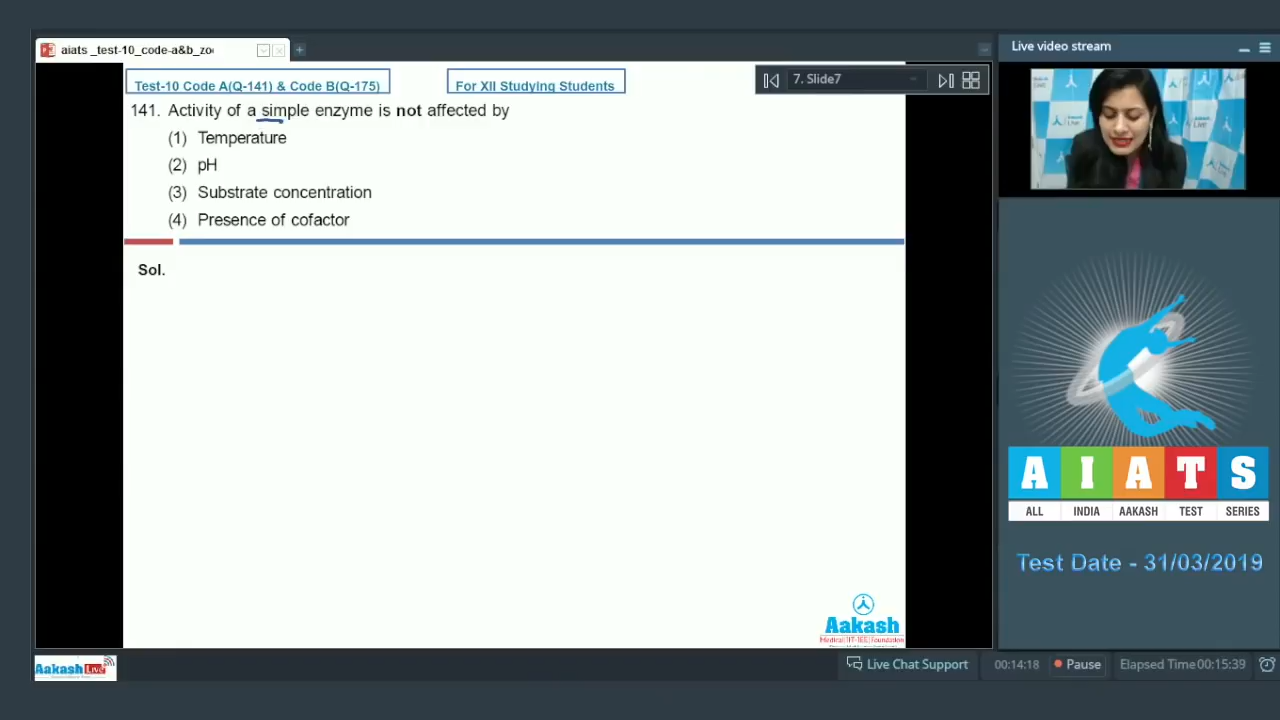 aiats _test-10_code-a&b_zo
Live video stream
Test-10 Code A(Q-141) & Code B(Q-175)
For XII Studying Students
7. Slide7
141. Activity of a simple enzyme is not affected by
(1) Temperature
(2) pH
(3) Substrate concentration
(4) Presence of cofactor
Sol.
A I A T S
ALL INDIA AAKASH TEST SERIES
Test Date - 31/03/2019
Aakash
Medical|IIT-JEE|Foundations
Aakash Live
Live Chat Support
00:14:18
Pause
Elapsed Time 00:15:39